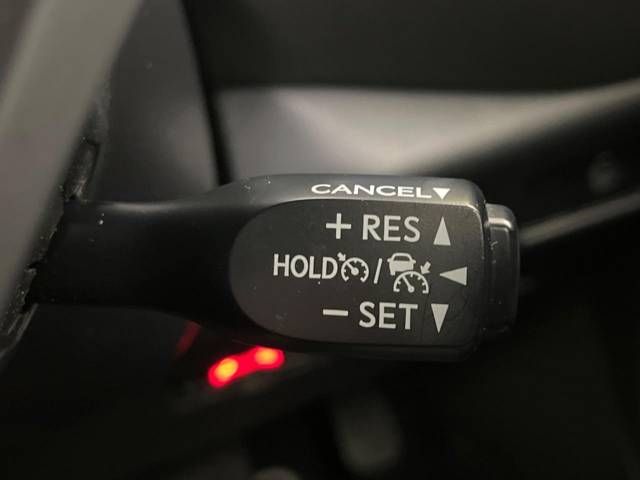 CANCEL▼
+ RES ▲
HOLD / ◀
− SET ▼